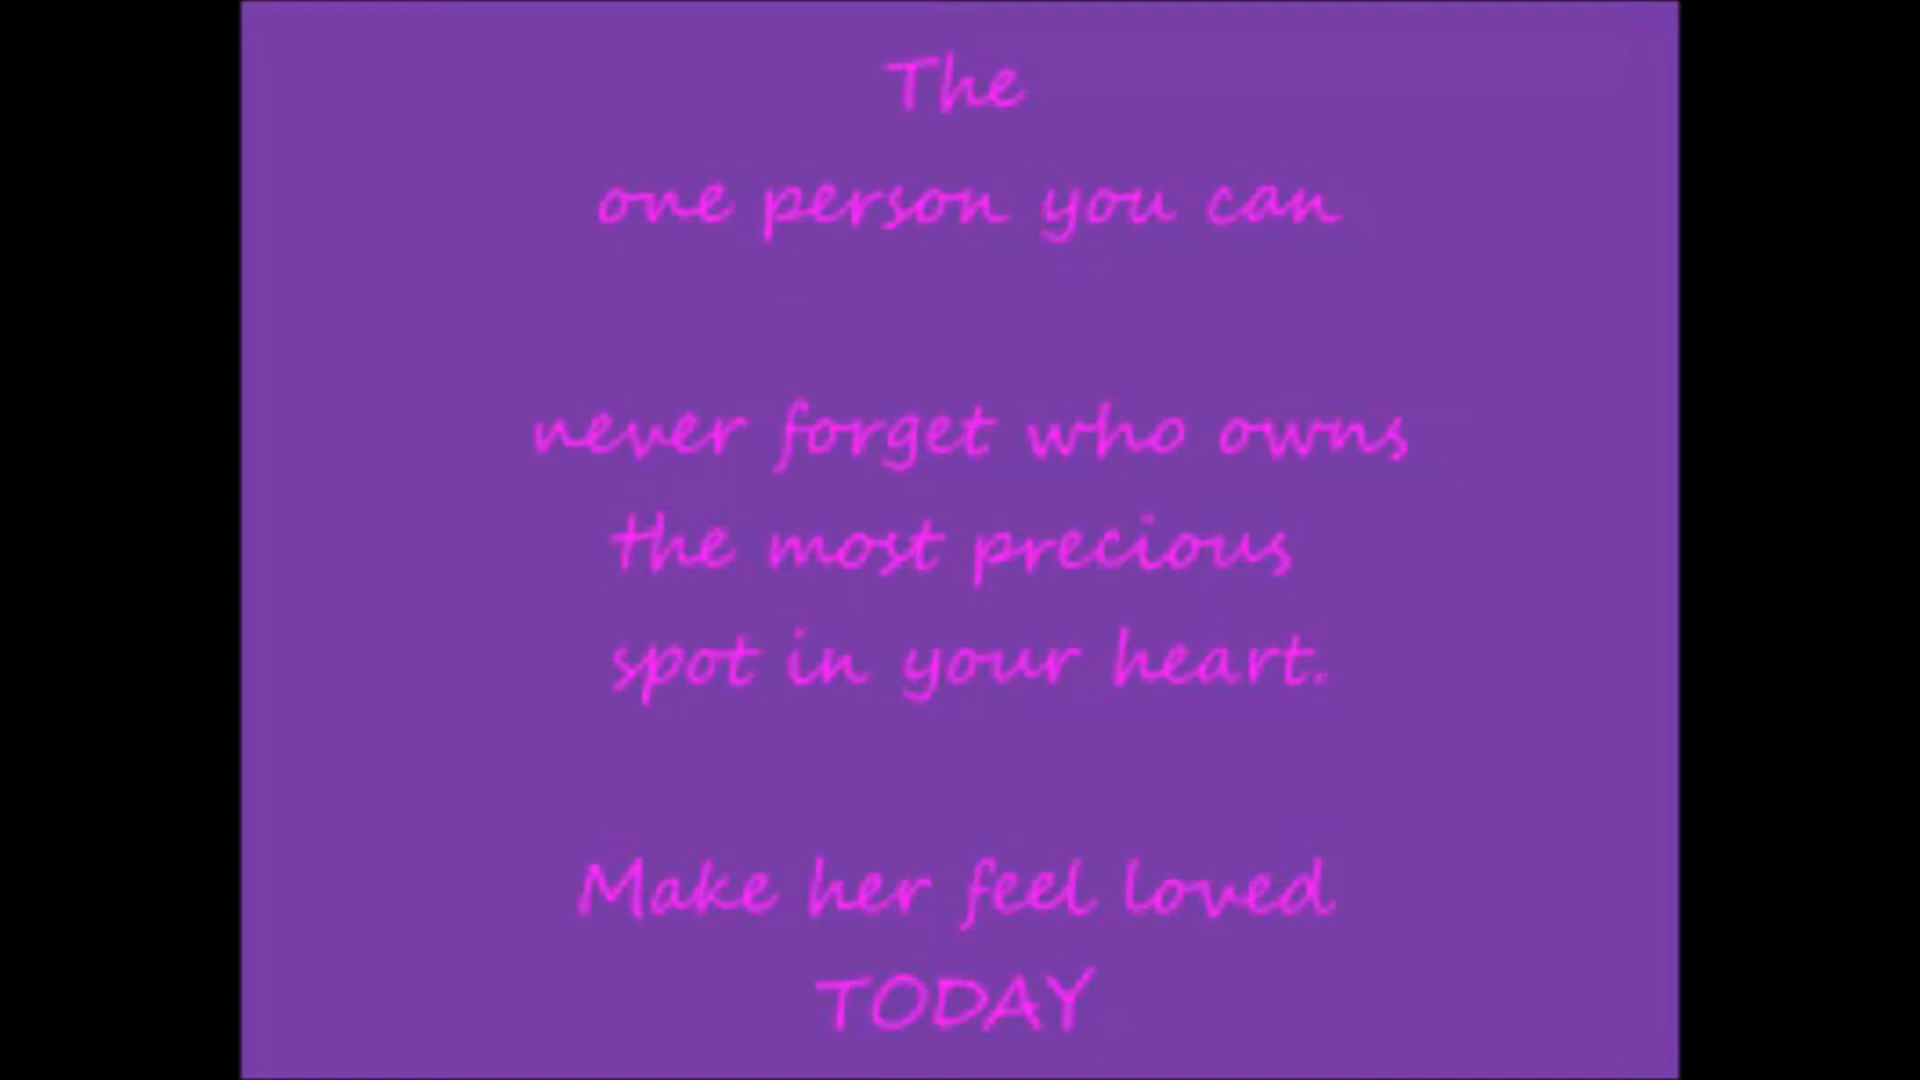 The
one person you can
never forget who owns
the most precious
spot in your heart.
Make her feel loved
TODAY